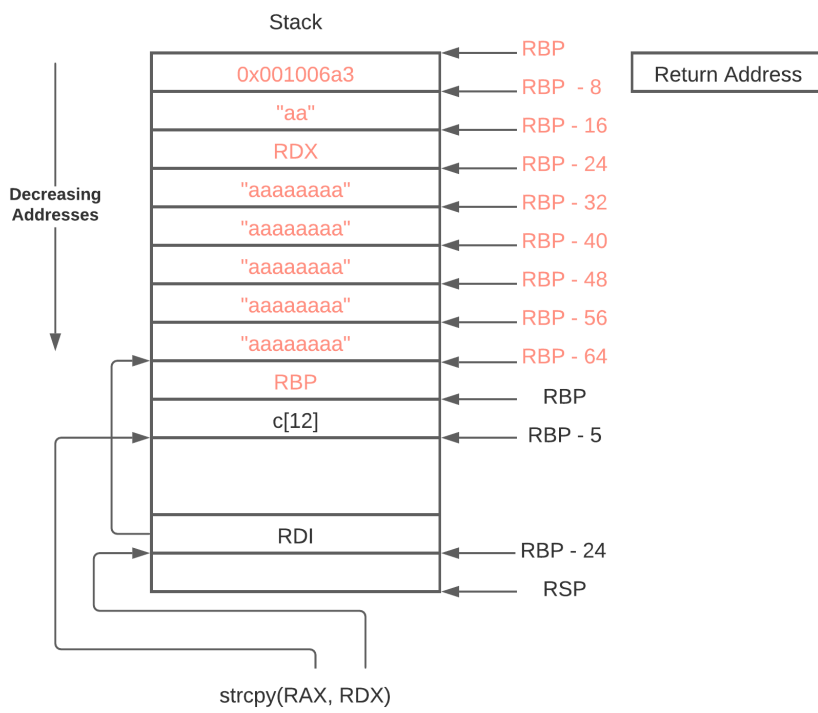 Stack
RBP
0x001006a3
Return Address
RBP - 8
"aa"
RBP - 16
RDX
RBP - 24
Decreasing
Addresses
"aaaaaaaa"
RBP - 32
"aaaaaaaa"
RBP - 40
"aaaaaaaa"
RBP - 48
"aaaaaaaa"
RBP - 56
"aaaaaaaa"
RBP - 64
RBP
RBP
c[12]
RBP - 5
RDI
RBP - 24
RSP
strcpy(RAX, RDX)